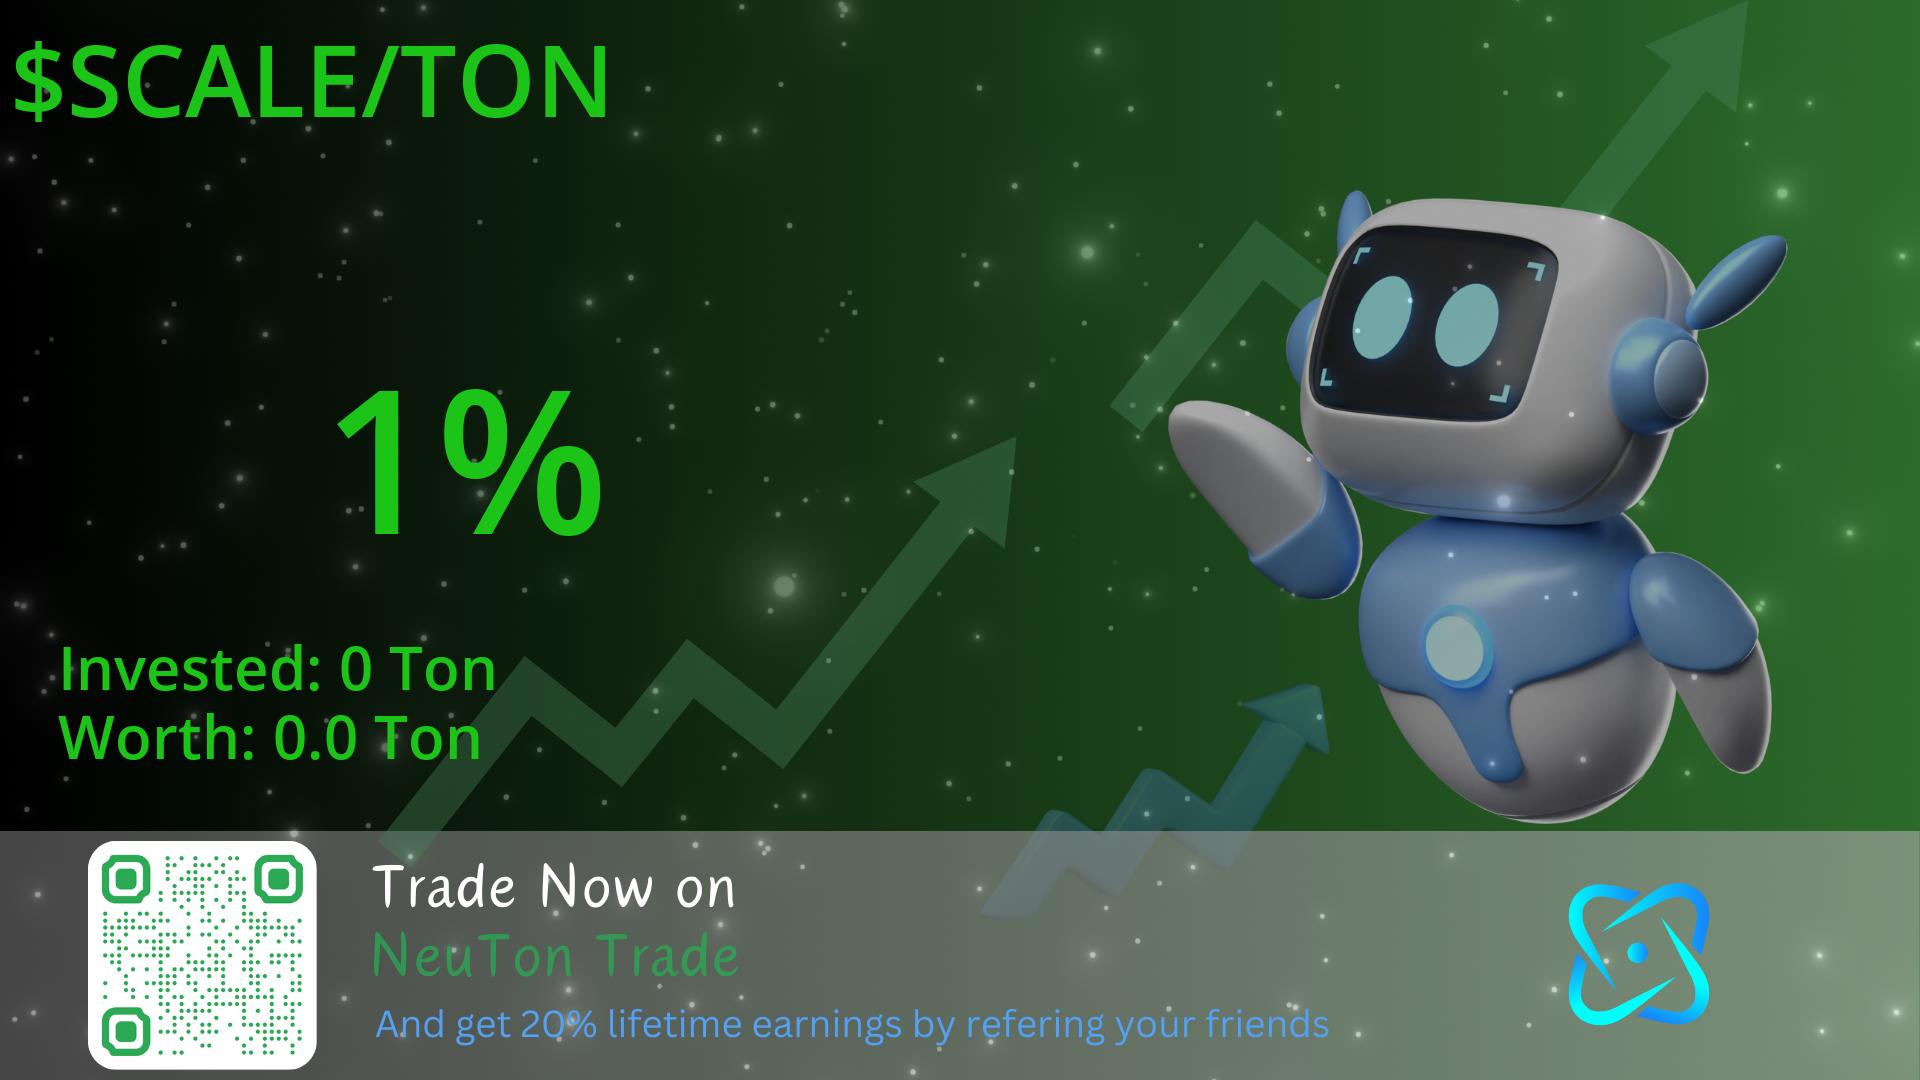 $SCALE/TON
1%
Invested: 0 Ton
Worth: 0.0 Ton
Trade Now on
NeuTon Trade
And get 20% lifetime earnings by refering your friends